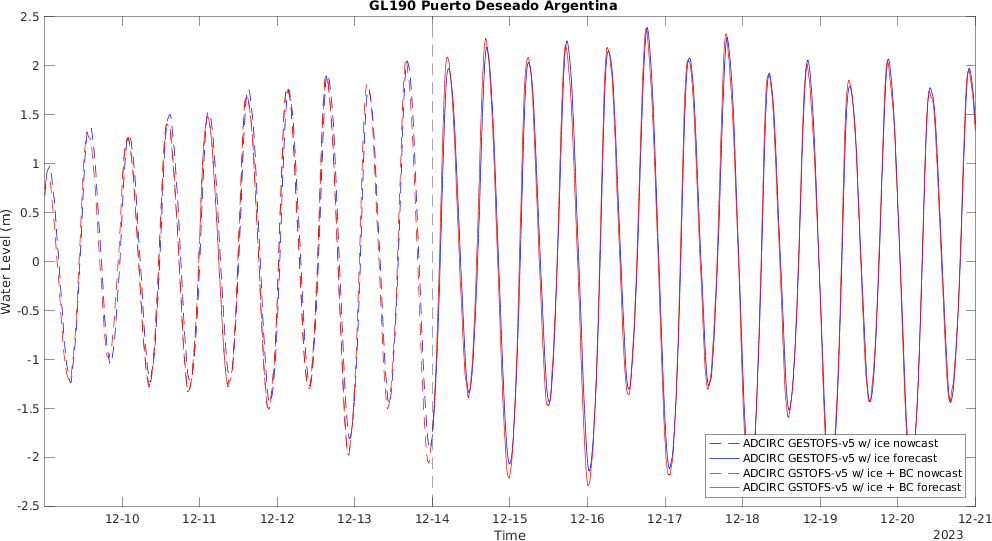 GL190 Puerto Deseado Argentina
2.5
2
1.5
1
0.5
0
-0.5
-1
-1.5
-2
-2.5
Water Level (m)
ADCIRC GESTOFS-v5 w/ ice nowcast
ADCIRC GESTOFS-v5 w/ ice forecast
ADCIRC GSTOFS-v5 w/ ice + BC nowcast
ADCIRC GSTOFS-v5 w/ ice + BC forecast
12-10 12-11 12-12 12-13 12-14 12-15 12-16 12-17 12-18 12-19 12-20 12-21
Time
2023